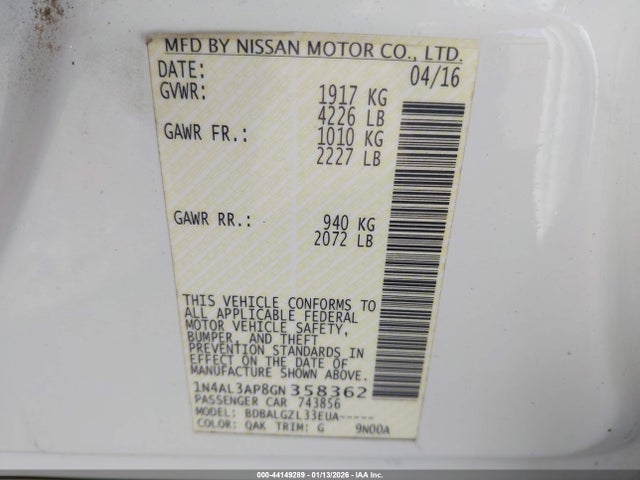 MFD BY NISSAN MOTOR CO., LTD.
DATE: 04/16
GVWR: 1917 KG
4226 LB
GAWR FR.: 1010 KG
2227 LB
GAWR RR.: 940 KG
2072 LB
THIS VEHICLE CONFORMS TO
ALL APPLICABLE FEDERAL
MOTOR VEHICLE SAFETY,
BUMPER, AND THEFT
PREVENTION STANDARDS IN
EFFECT ON THE DATE OF
MANUFACTURE SHOWN ABOVE.
1N4AL3AP8GN358362
PASSENGER CAR 743856
MODEL: BDBALGZL33EUA-----
COLOR: QAK TRIM: G 9N00A
000-44149289 - 01/13/2026 - IAAI.COM